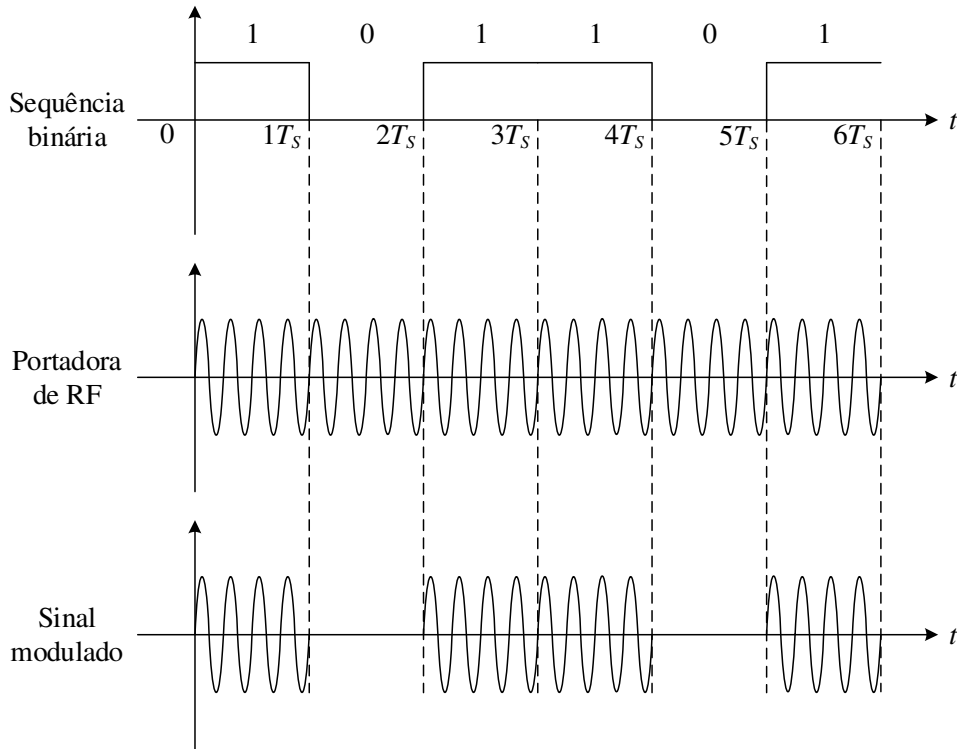 1 0 1 1 0 1
Sequência
binária
0 1T_S 2T_S 3T_S 4T_S 5T_S 6T_S
t
Portadora
de RF
t
Sinal
modulado
t